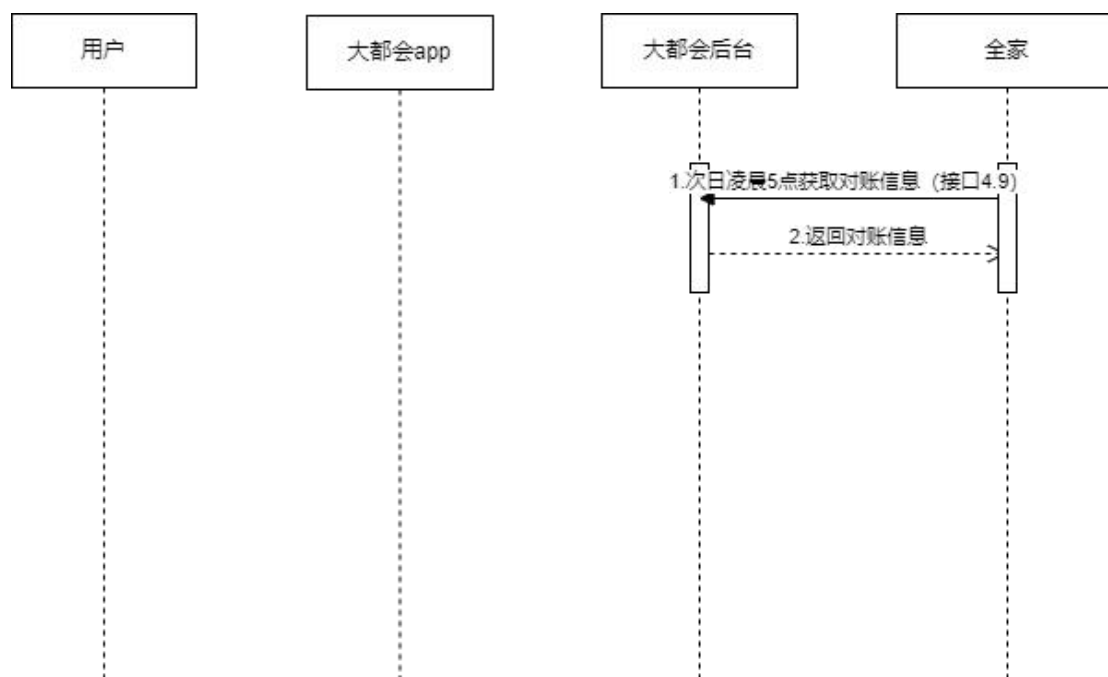 用户
大都会app
大都会后台
全家
1.次日凌晨5点获取对账信息（接口4.9）
2.返回对账信息